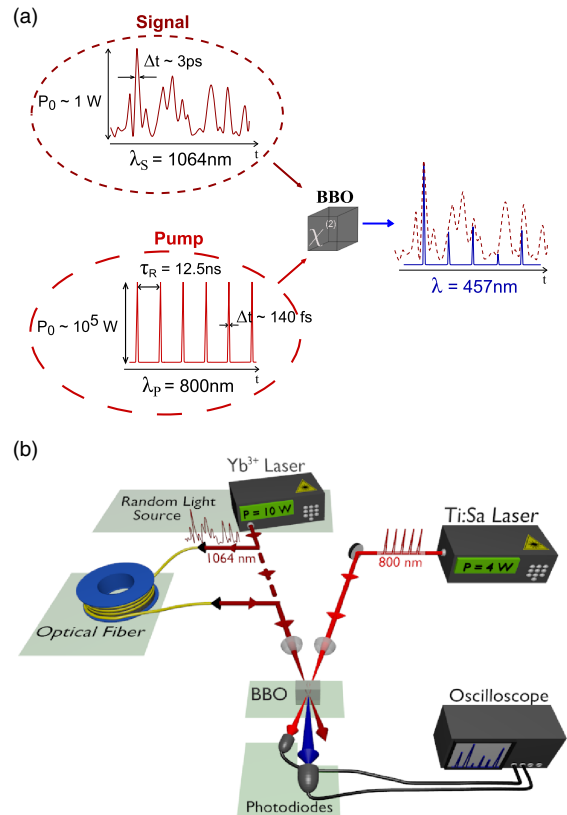 (a)
Signal
Δt ~ 3ps
P₀ ~ 1 W
t
λS = 1064nm
BBO
χ⁽²⁾
Pump
τR = 12.5ns
P₀ ~ 10⁵ W
Δt ~ 140 fs
t
λP = 800nm
t
λ = 457nm
(b)
Yb³⁺ Laser
Random Light
Source
P = 10 W
1064 nm
Ti:Sa Laser
800 nm
P = 4 W
Optical Fiber
BBO
Oscilloscope
Photodiodes